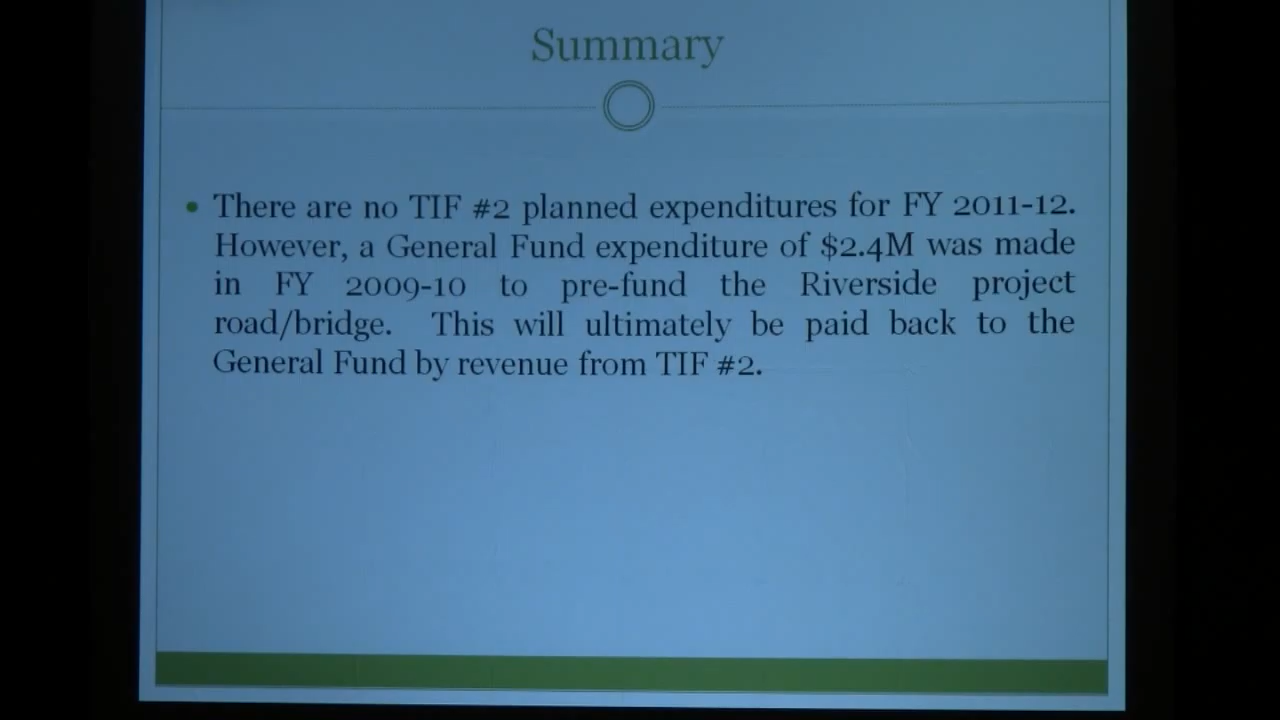 Summary
• There are no TIF #2 planned expenditures for FY 2011-12.
However, a General Fund expenditure of $2.4M was made
in FY 2009-10 to pre-fund the Riverside project
road/bridge. This will ultimately be paid back to the
General Fund by revenue from TIF #2.